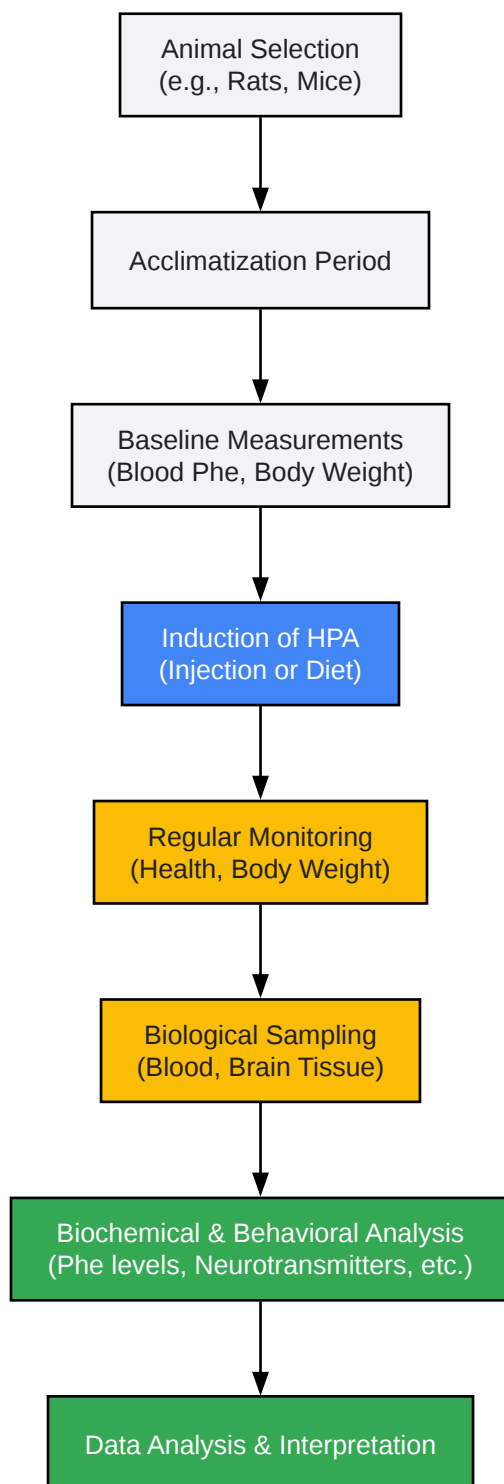 Animal Selection
(e.g., Rats, Mice)
Acclimatization Period
Baseline Measurements
(Blood Phe, Body Weight)
Induction of HPA
(Injection or Diet)
Regular Monitoring
(Health, Body Weight)
Biological Sampling
(Blood, Brain Tissue)
Biochemical & Behavioral Analysis
(Phe levels, Neurotransmitters, etc.)
Data Analysis & Interpretation